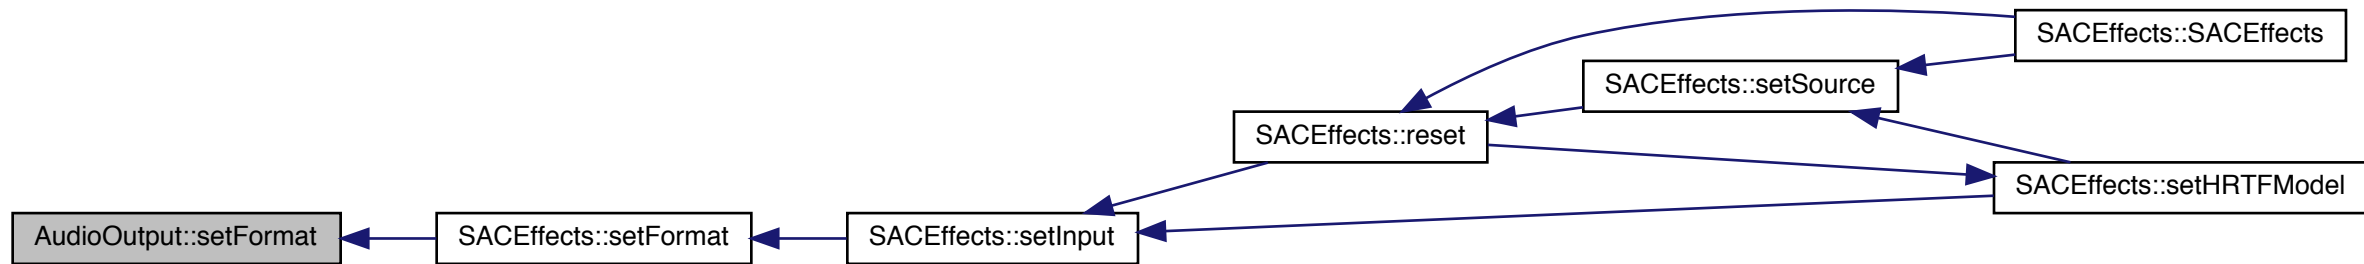 SACEffects::SACEffects
SACEffects::setSource
SACEffects::reset
SACEffects::setHRTFModel
AudioOutput::setFormat
SACEffects::setFormat
SACEffects::setInput